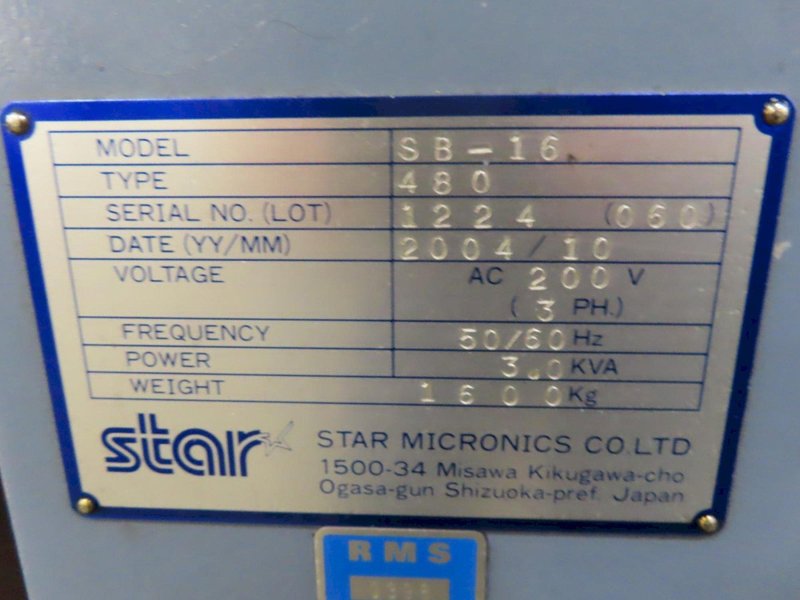 MODEL SB-16
TYPE 480
SERIAL NO. (LOT) 1224 (060)
DATE (YY/MM) 2004/10
VOLTAGE AC 200 V
( 3 PH.)
FREQUENCY 50/60 Hz
POWER 3.0 KVA
WEIGHT 1600 Kg
star STAR MICRONICS CO.LTD
1500-34 Misawa Kikugawa-cho
Ogasa-gun Shizuoka-pref. Japan
RMS